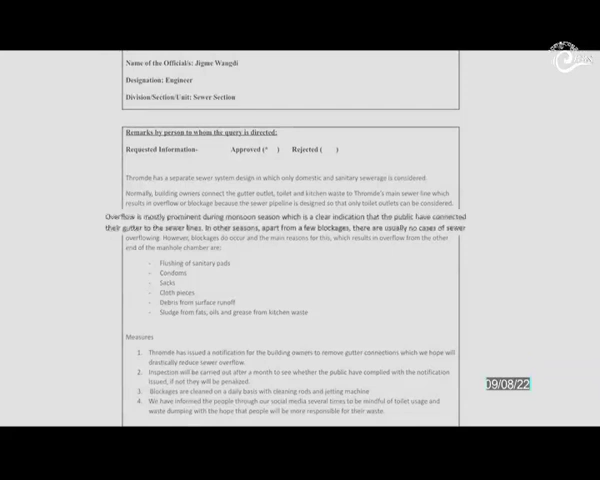 Name of the Official/s: Jigme Wangdi
Designation: Engineer
Division/Section/Unit: Sewer Section
Remarks by person to whom the query is directed:
Requested Information- Approved (* ) Rejected ( )
Thromde has a separate sewer system design in which only domestic and sanitary sewerage is considered.
Normally, building owners connect the gutter outlet, toilet and kitchen waste to Thromde's main sewer line which
results in overflow or blockage because the sewer pipeline is designed so that only toilet outlets can be considered.
Overflow is mostly prominent during monsoon season which is a clear indication that the public have connected
their gutter to the sewer lines. In other seasons, apart from a few blockages, there are usually no cases of sewer
overflowing. However, blockages do occur and the main reasons for this, which results in overflow from the other
end of the manhole chamber are:
- Flushing of sanitary pads
- Condoms
- Socks
- Cloth pieces
- Debris from surface runoff
- Sludge from fats, oils and grease from kitchen waste
Measures
1. Thromde has issued a notification for the building owners to remove gutter connections which we hope will
drastically reduce sewer overflow.
2. Inspection will be carried out after a month to see whether the public have complied with the notification
issued, if not they will be penalized.
3. Blockages are cleaned on a daily basis with cleaning rods and jetting machine
4. We have informed the people through our social media several times to be mindful of toilet usage and
waste dumping with the hope that people will be more responsible for their waste.
09/08/22